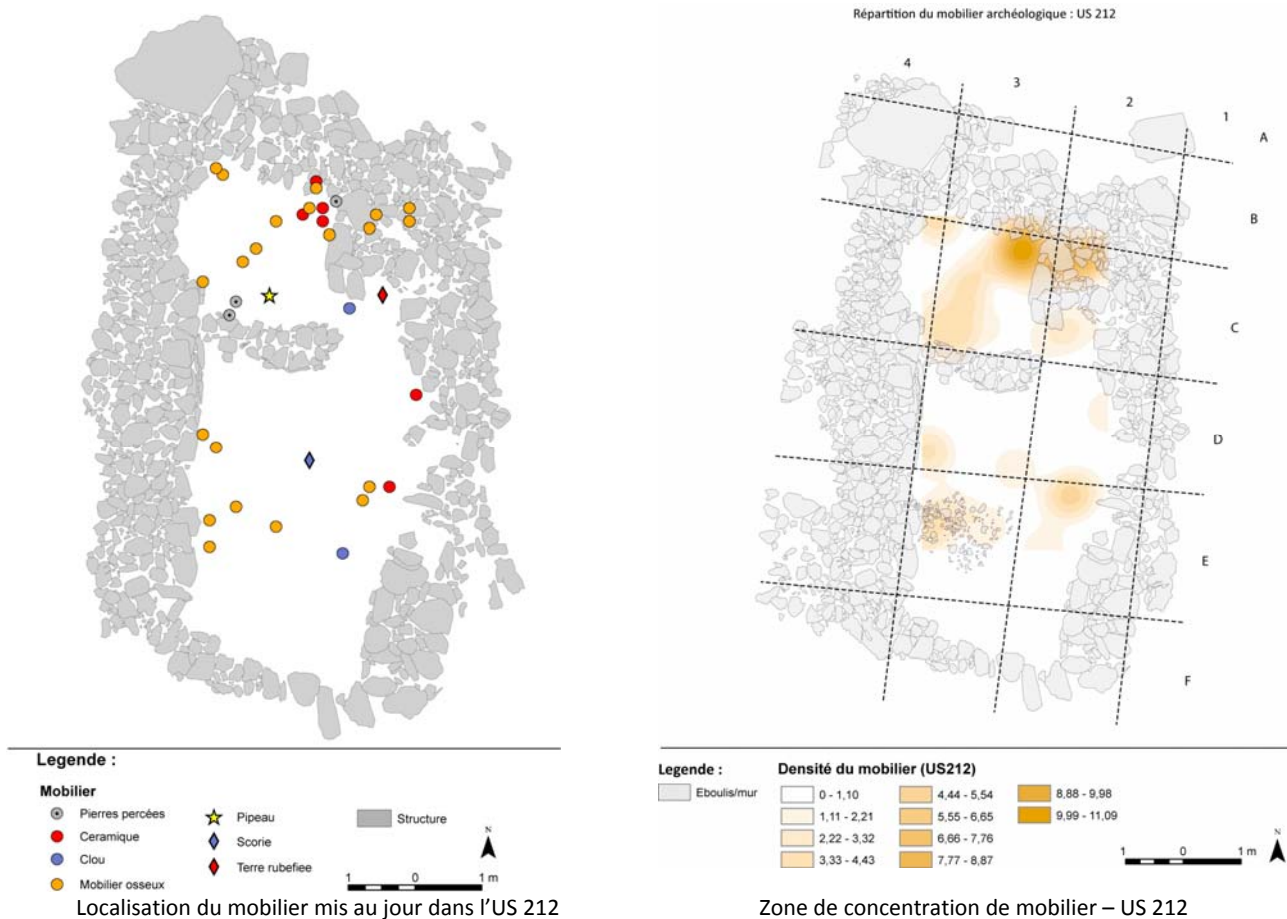 Répartition du mobilier archéologique : US 212
4
3
2
1
A
B
C
D
E
F
Legende :
Mobilier
Pierres percées
Ceramique
Clou
Mobilier osseux
Pipeau
Scorie
Terre rubefiee
Structure
N
1 0 1 m
Localisation du mobilier mis au jour dans l'US 212
Legende :
Eboulis/mur
Densité du mobilier (US212)
0 - 1,10
1,11 - 2,21
2,22 - 3,32
3,33 - 4,43
4,44 - 5,54
5,55 - 6,65
6,66 - 7,76
7,77 - 8,87
8,88 - 9,98
9,99 - 11,09
N
1 0 1 m
Zone de concentration de mobilier – US 212